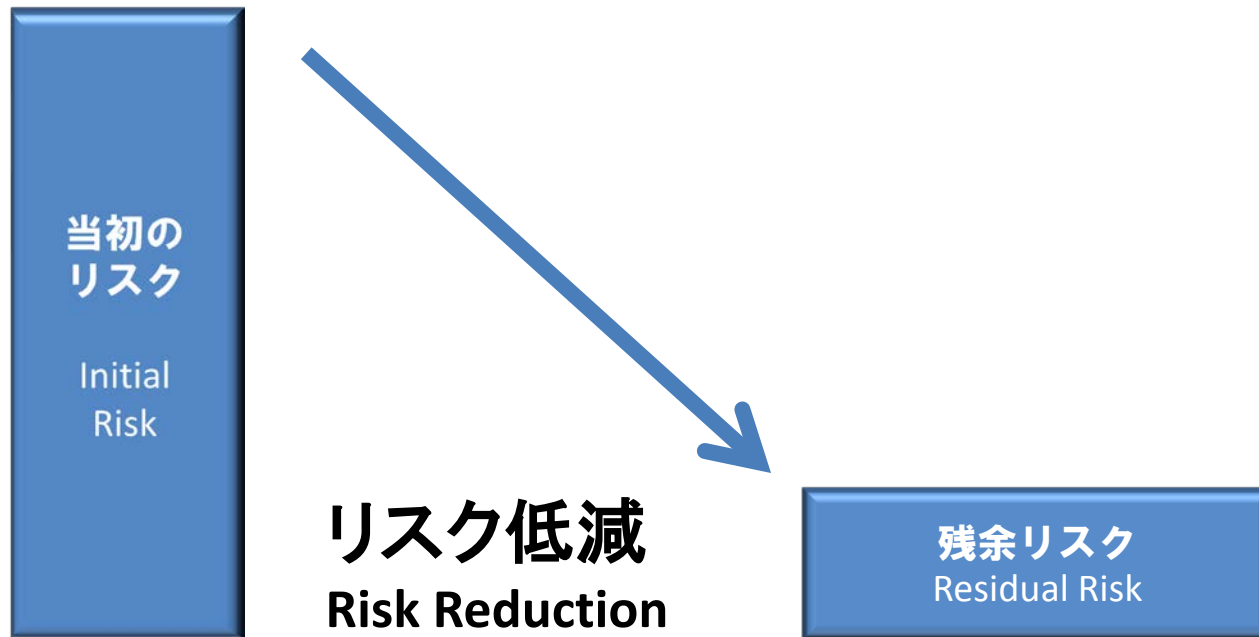 当初の
リスク
Initial
Risk
リスク低減
Risk Reduction
残余リスク
Residual Risk